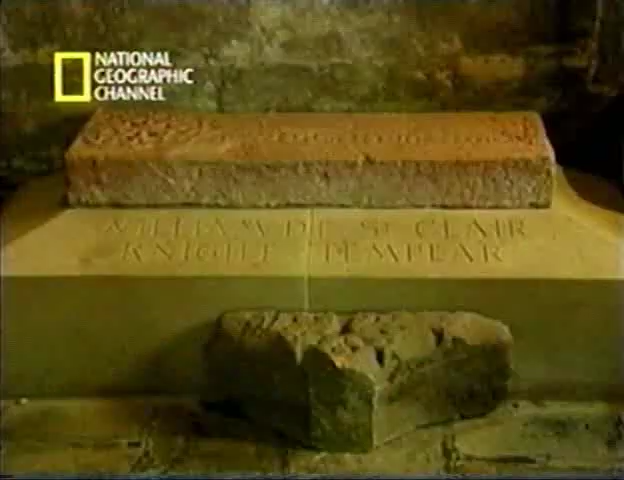 NATIONAL
GEOGRAPHIC
CHANNEL
WILLIAM DE St CLAIR
KNIGHT TEMPLAR